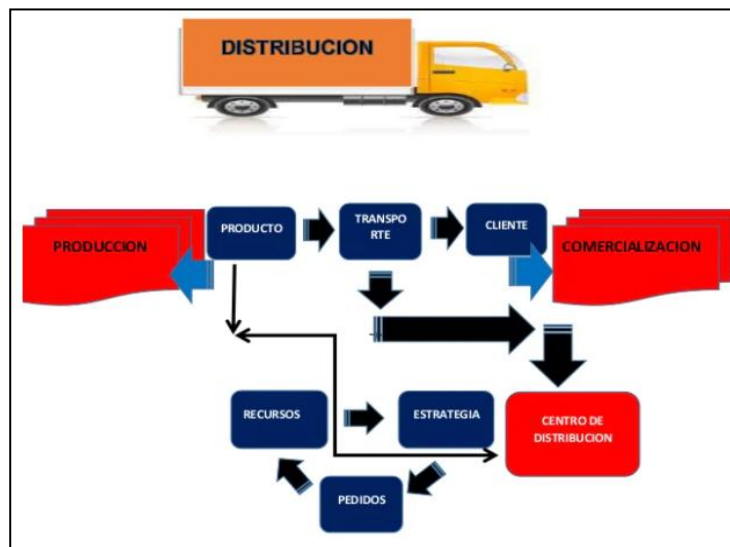 DISTRIBUCION
PRODUCCION
PRODUCTO
TRANSPO
RTE
CLIENTE
COMERCIALIZACION
RECURSOS
ESTRATEGIA
CENTRO DE
DISTRIBUCION
PEDIDOS